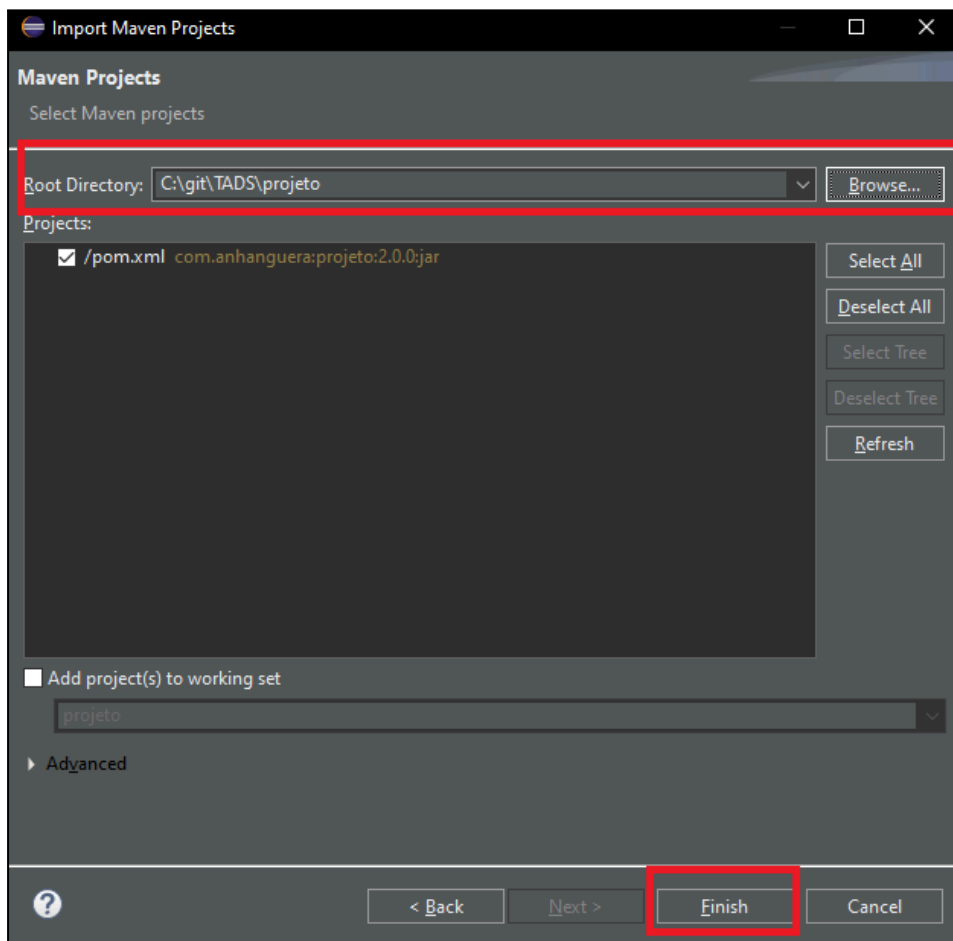 Import Maven Projects
Maven Projects
Select Maven projects
Root Directory: C:\git\TADS\projeto Browse...
Projects:
/pom.xml com.anhanguera:projeto:2.0.0:jar
Select All
Deselect All
Select Tree
Deselect Tree
Refresh
Add project(s) to working set
projeto
Advanced
? < Back Next > Finish Cancel